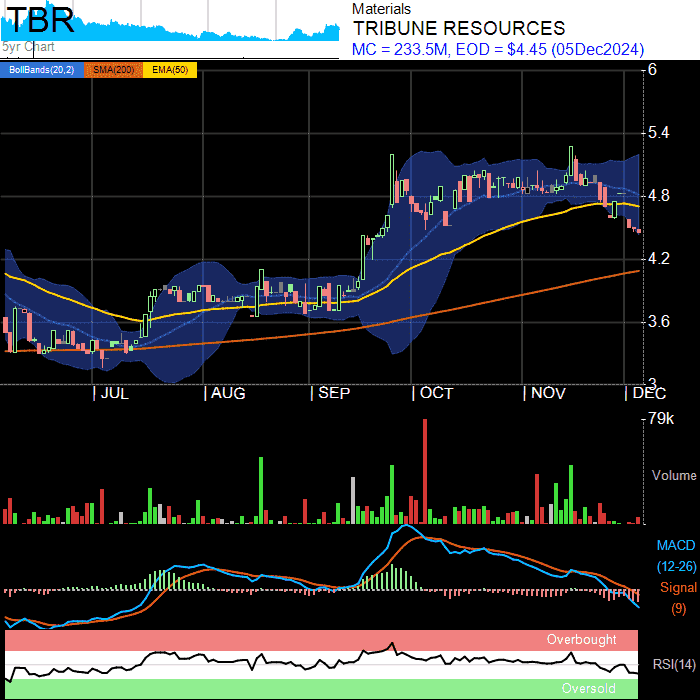 TBR
5yr Chart
Materials
TRIBUNE RESOURCES
MC = 233.5M, EOD = $4.45 (05Dec2024)
BollBands(20,2) SMA(200) EMA(50)
6
5.4
4.8
4.2
3.6
3
JUL AUG SEP OCT NOV DEC
79k
Volume
MACD
(12-26)
Signal
(9)
Overbought
RSI(14)
Oversold